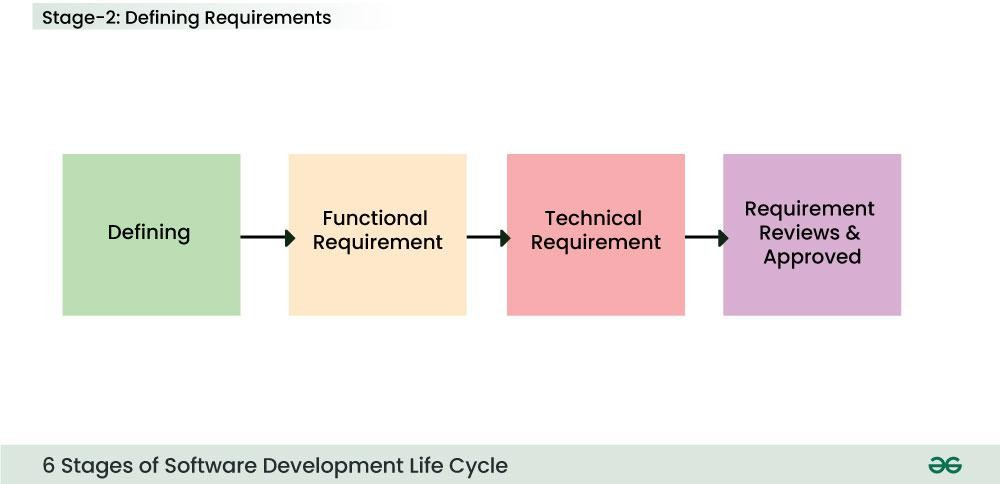 Stage-2: Defining Requirements
Defining
Functional
Requirement
Technical
Requirement
Requirement
Reviews &
Approved
6 Stages of Software Development Life Cycle